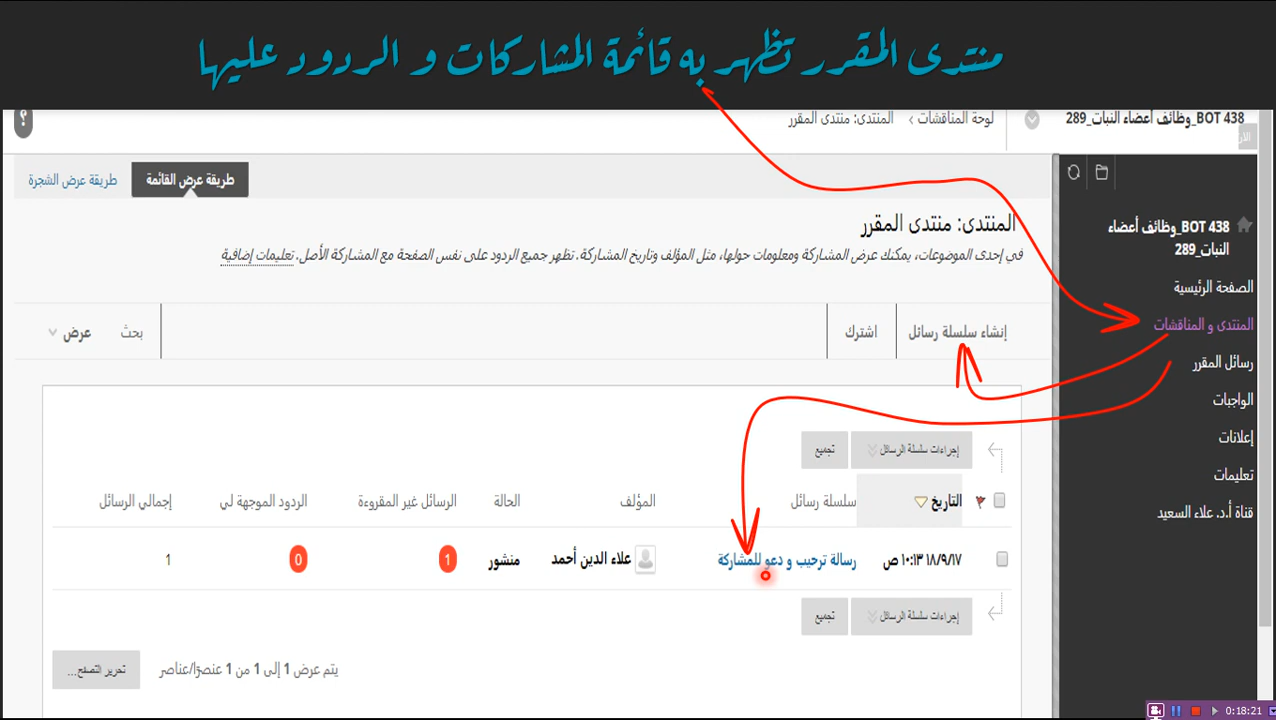 منتدى المقرر تظهر به قائمة المشاركات و الردود عليها
BOT 438_وظائف أعضاء النبات_289
لوحة المناقشات
المنتدى: منتدى المقرر
؟
طريقة عرض القائمة
طريقة عرض الشجرة
BOT 438_وظائف أعضاء
النبات_289
الصفحة الرئيسية
المنتدى و المناقشات
رسائل المقرر
الواجبات
إعلانات
تعليمات
قناة أ.د. علاء السعيد
المنتدى: منتدى المقرر
في إحدى الموضوعات، يمكنك عرض المشاركة ومعلومات حولها، مثل المؤلف وتاريخ المشاركة. تظهر جميع الردود على نفس الصفحة مع المشاركة الأصل. تعليمات إضافية
إنشاء سلسلة رسائل
اشترك
بحث
عرض
إجراءات سلسلة الرسائل
تجميع
التاريخ
سلسلة رسائل
المؤلف
الحالة
الرسائل غير المقروءة
الردود الموجهة لي
إجمالي الرسائل
١٨/٩/١٧ ١٠:١٣ ص
رسالة ترحيب و دعو للمشاركة
علاء الدين أحمد
منشور
1
0
1
إجراءات سلسلة الرسائل
تجميع
يتم عرض 1 إلى 1 من 1 عنصرًا/عناصر
تحرير التصفح...
0:18:21